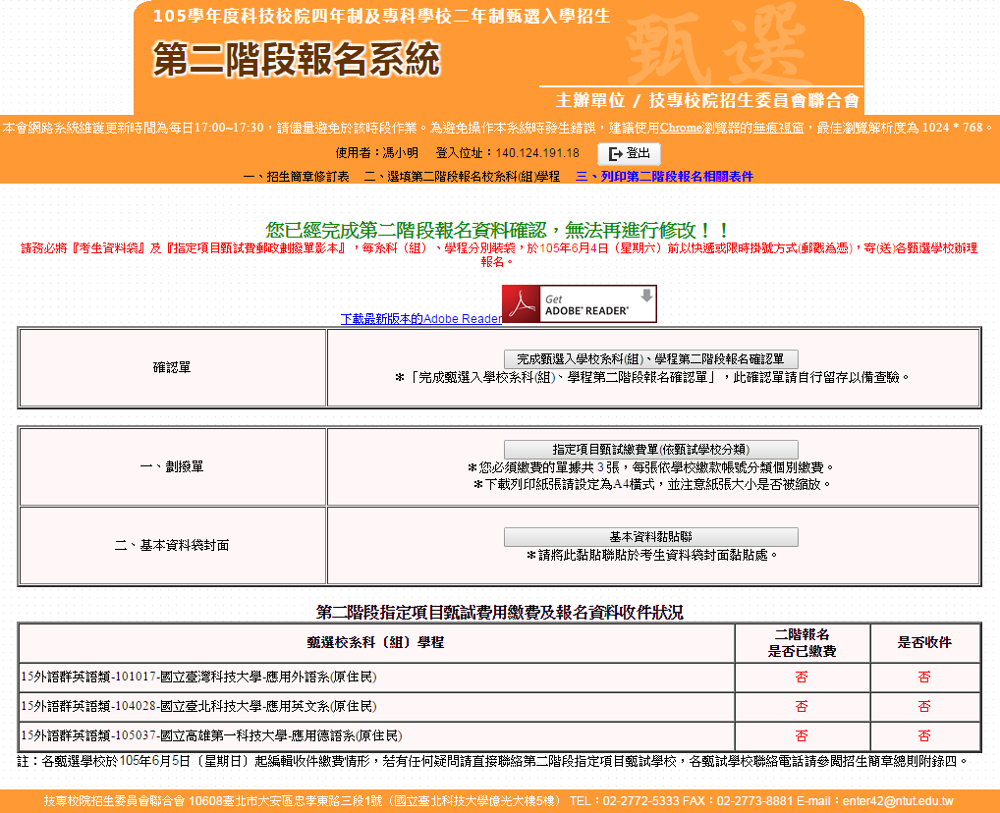 105學年度科技校院四年制及專科學校二年制甄選入學招生
第二階段報名系統
甄選
主辦單位 / 技專校院招生委員會聯合會
本會網路系統維護更新時間為每日17:00~17:30，請儘量避免於該時段作業。為避免操作本系統時發生錯誤，建議使用Chrome瀏覽器的無痕視窗，最佳瀏覽解析度為 1024 * 768。
使用者：馮小明 登入位址：140.124.191.18 登出
一、招生簡章修訂表 二、選填第二階段報名校系科(組)學程 三、列印第二階段報名相關表件
您已經完成第二階段報名資料確認，無法再進行修改！！
請務必將『考生資料袋』及『指定項目甄試費郵政劃撥單影本』，每系科（組）、學程分別裝袋，於105年6月4日（星期六）前以快遞或限時掛號方式(郵戳為憑)，寄(送)各甄選學校辦理
報名。
下載最新版本的Adobe Reader
Get
ADOBE® READER®
確認單
完成甄選入學校系科(組)、學程第二階段報名確認單
＊「完成甄選入學校系科(組)、學程第二階段報名確認單」，此確認單請自行留存以備查驗。
一、劃撥單
指定項目甄試繳費單(依甄試學校分類)
＊您必須繳費的單據共 3 張，每張依學校繳款帳號分類個別繳費。
＊下載列印紙張請設定為A4橫式，並注意紙張大小是否被縮放。
二、基本資料袋封面
基本資料黏貼聯
＊請將此黏貼聯貼於考生資料袋封面黏貼處。
第二階段指定項目甄試費用繳費及報名資料收件狀況
甄選校系科（組）學程 二階報名 是否收件
是否已繳費
15外語群英語類-101017-國立臺灣科技大學-應用外語系(原住民) 否 否
15外語群英語類-104028-國立臺北科技大學-應用英文系(原住民) 否 否
15外語群英語類-105037-國立高雄第一科技大學-應用德語系(原住民) 否 否
註：各甄選學校於105年6月5日（星期日）起編輯收件繳費情形，若有任何疑問請直接聯絡第二階段指定項目甄試學校，各甄試學校聯絡電話請參閱招生簡章總則附錄四。
技專校院招生委員會聯合會 10608臺北市大安區忠孝東路三段1號（國立臺北科技大學億光大樓5樓） TEL：02-2772-5333 FAX：02-2773-8881 E-mail：enter42@ntut.edu.tw